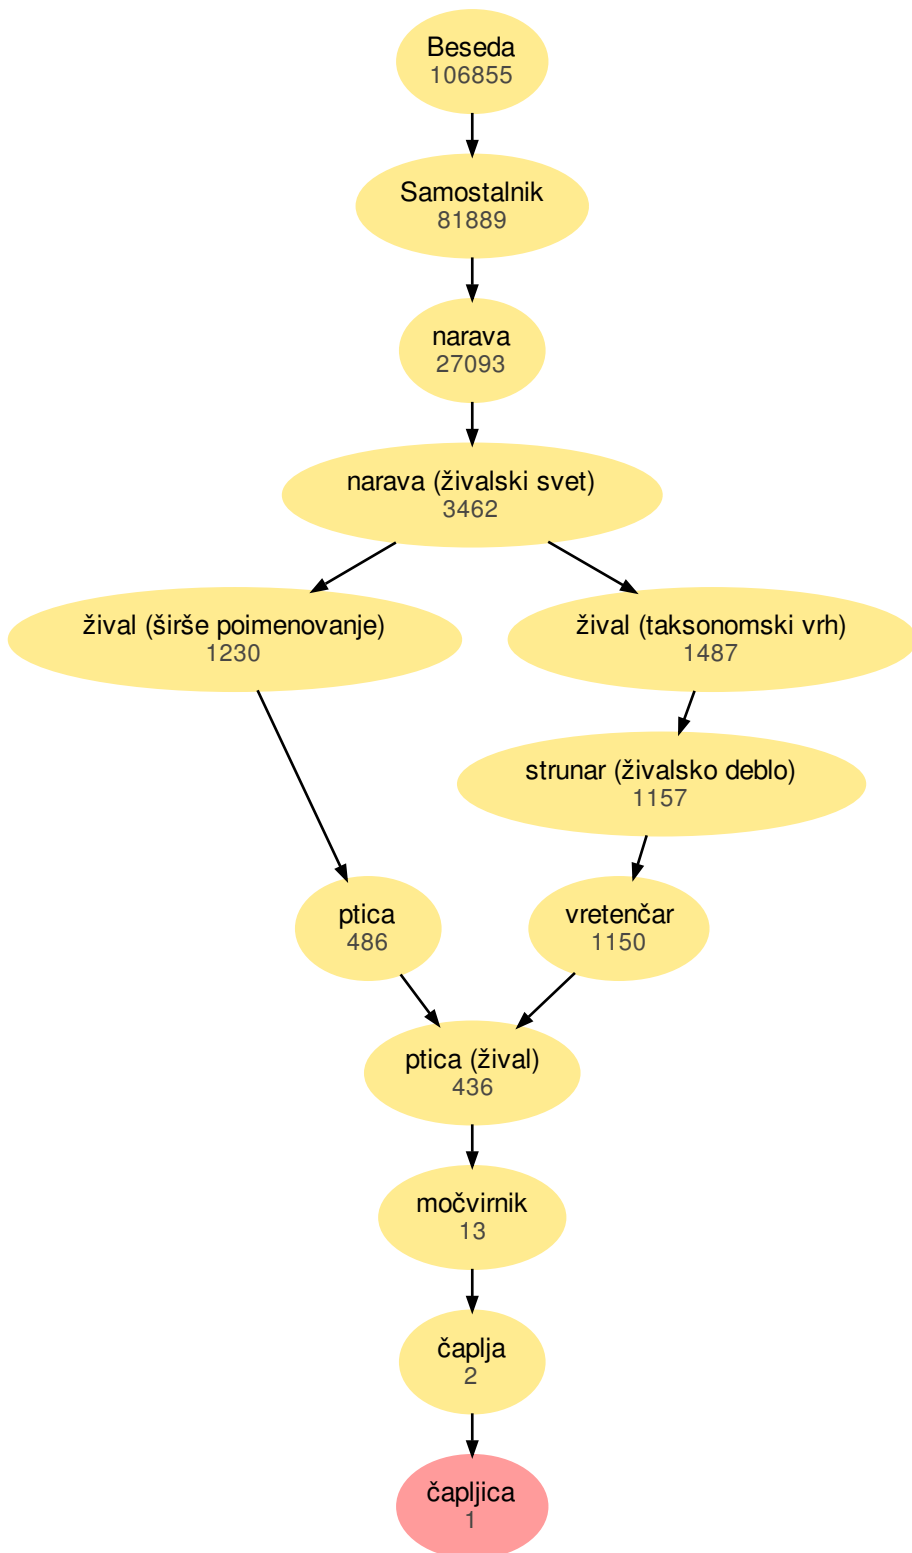 Beseda
106855
Samostalnik
81889
narava
27093
narava (živalski svet)
3462
žival (širše poimenovanje)
1230
žival (taksonomski vrh)
1487
strunar (živalsko deblo)
1157
ptica
486
vretenčar
1150
ptica (žival)
436
močvirnik
13
čaplja
2
čapljica
1